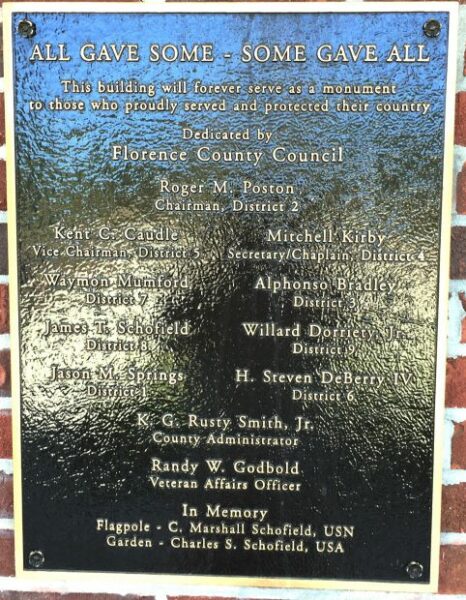 ALL GAVE SOME - SOME GAVE ALL
This building will forever serve as a monument
to those who proudly served and protected their country
Dedicated by
Florence County Council
Roger M. Poston
Chairman, District 2
Kent C. Caudle
Vice Chairman, District 5
Mitchell Kirby
Secretary/Chaplain, District 4
Waymon Mumford
District 7
Alphonso Bradley
District 3
James T. Schofield
District 8
Willard Dorriety, Jr.
District 9
Jason M. Springs
District 1
H. Steven DeBerry IV
District 6
K. G. Rusty Smith, Jr.
County Administrator
Randy W. Godbold
Veteran Affairs Officer
In Memory
Flagpole - C. Marshall Schofield, USN
Garden - Charles S. Schofield, USA